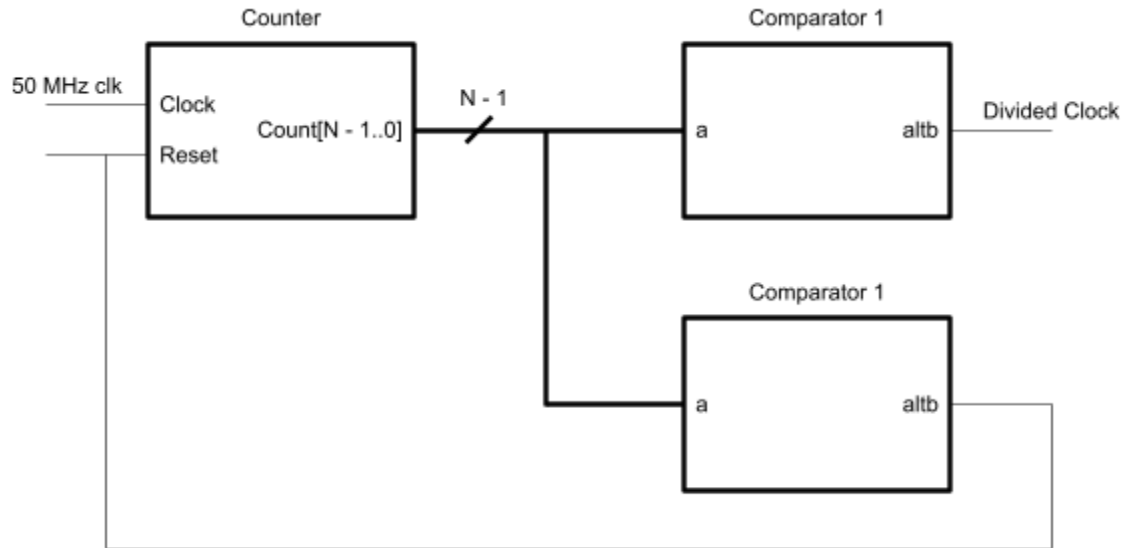 Counter
Comparator 1
50 MHz clk
Clock
N - 1
Divided Clock
Count[N - 1..0]
a
altb
Reset
Comparator 1
a
altb